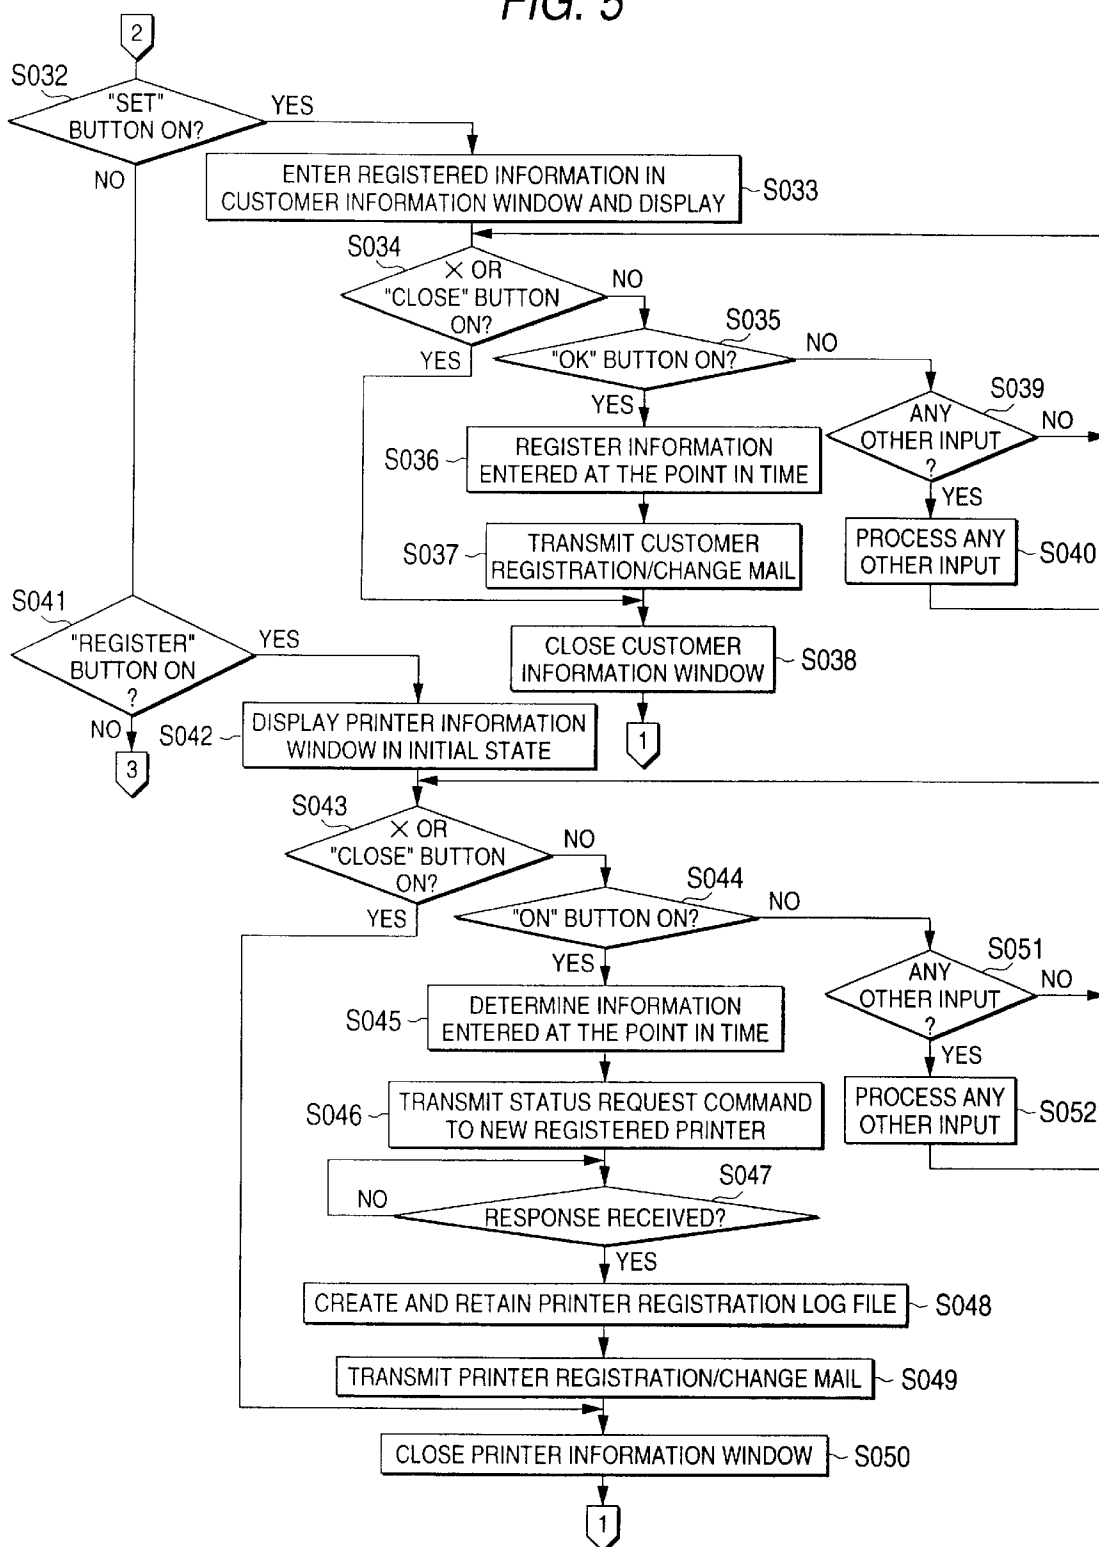 FIG. 5
2
S032
"SET"
BUTTON ON?
YES
NO
ENTER REGISTERED INFORMATION IN
CUSTOMER INFORMATION WINDOW AND DISPLAY
S033
S034
× OR
"CLOSE" BUTTON
ON?
NO
YES
S035
"OK" BUTTON ON?
NO
YES
S039
ANY
OTHER INPUT
?
NO
YES
S036
REGISTER INFORMATION
ENTERED AT THE POINT IN TIME
S037
TRANSMIT CUSTOMER
REGISTRATION/CHANGE MAIL
PROCESS ANY
OTHER INPUT
S040
S041
"REGISTER"
BUTTON ON
?
YES
NO
3
CLOSE CUSTOMER
INFORMATION WINDOW
S038
1
S042
DISPLAY PRINTER INFORMATION
WINDOW IN INITIAL STATE
S043
× OR
"CLOSE" BUTTON
ON?
NO
YES
S044
"ON" BUTTON ON?
NO
YES
S051
ANY
OTHER INPUT
?
NO
YES
S045
DETERMINE INFORMATION
ENTERED AT THE POINT IN TIME
S046
TRANSMIT STATUS REQUEST COMMAND
TO NEW REGISTERED PRINTER
PROCESS ANY
OTHER INPUT
S052
S047
NO
RESPONSE RECEIVED?
YES
CREATE AND RETAIN PRINTER REGISTRATION LOG FILE
S048
TRANSMIT PRINTER REGISTRATION/CHANGE MAIL
S049
CLOSE PRINTER INFORMATION WINDOW
S050
1